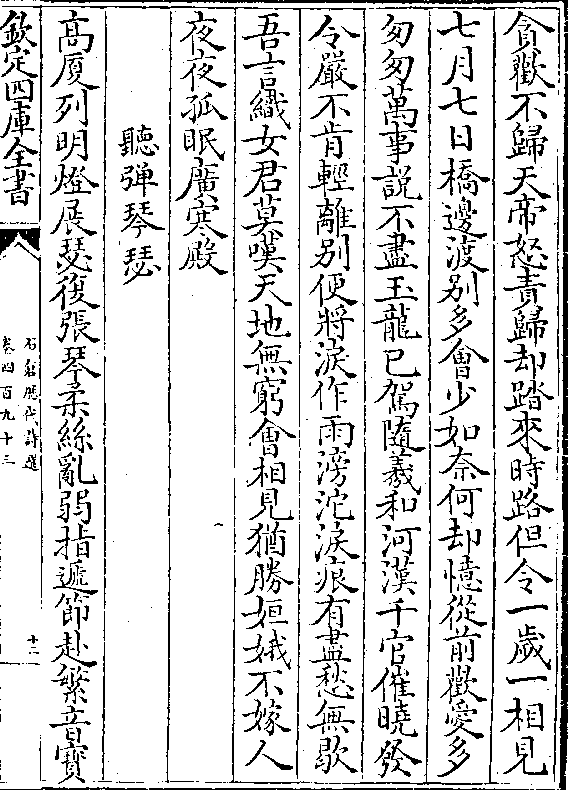 貪歡不歸天帝怒責歸却踏來時路但令一歲一相見
七月七日橋邊渡别多會少如奈何却憶從前歡愛多
匆匆萬事說不盡玉龍已駕隨羲和河漢千官催曉發
令嚴不肯輕離别便將淚作雨滂沱淚痕有盡愁無歇
吾言織女君莫嘆天地無窮會相見猶勝姮娥不嫁人
夜夜孤眠廣寒殿
聽弹琴瑟
高厦列明燈展瑟復張琴柔絲亂弱指遞節赴繁音寳
欽定四庫全書
石倉歷代詩選
卷四百九十三
十二